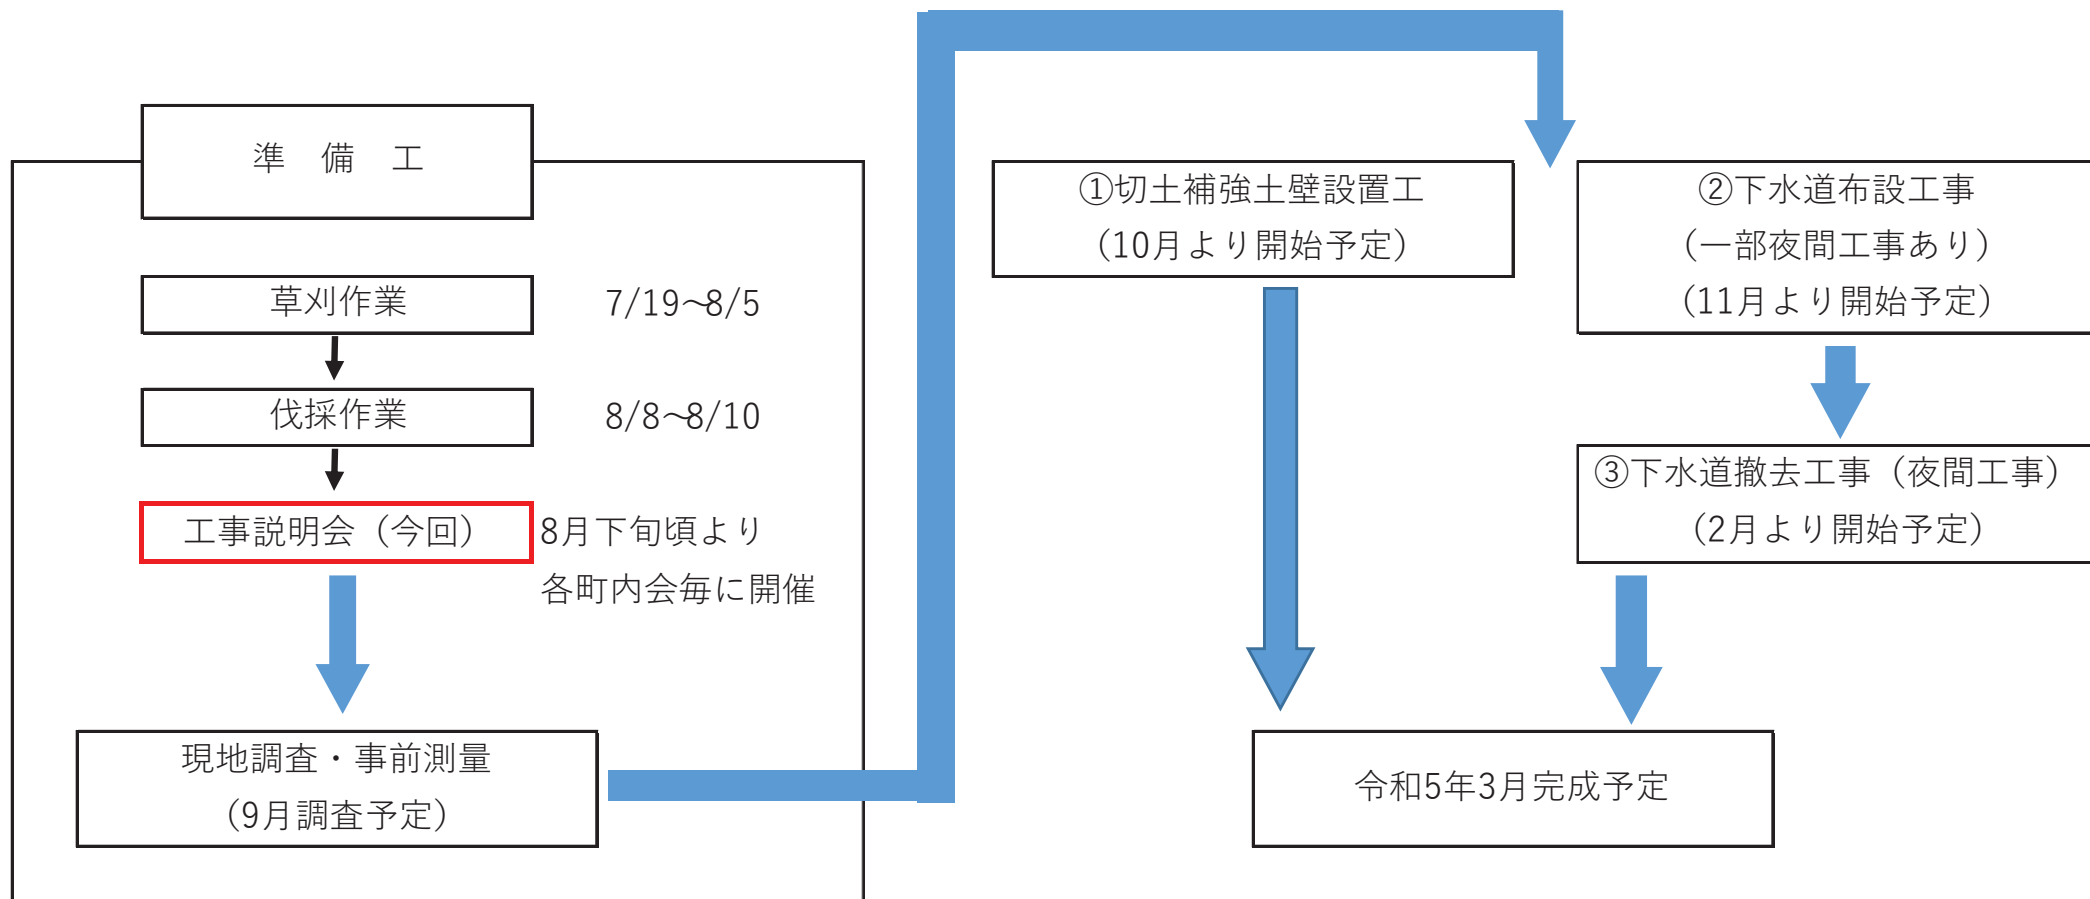 準　備　工
草刈作業
7/19～8/5
伐採作業
8/8～8/10
工事説明会（今回）
8月下旬頃より
各町内会毎に開催
現地調査・事前測量
（9月調査予定）
①切土補強土壁設置工
（10月より開始予定）
②下水道布設工事
（一部夜間工事あり）
（11月より開始予定）
③下水道撤去工事（夜間工事）
（2月より開始予定）
令和5年3月完成予定